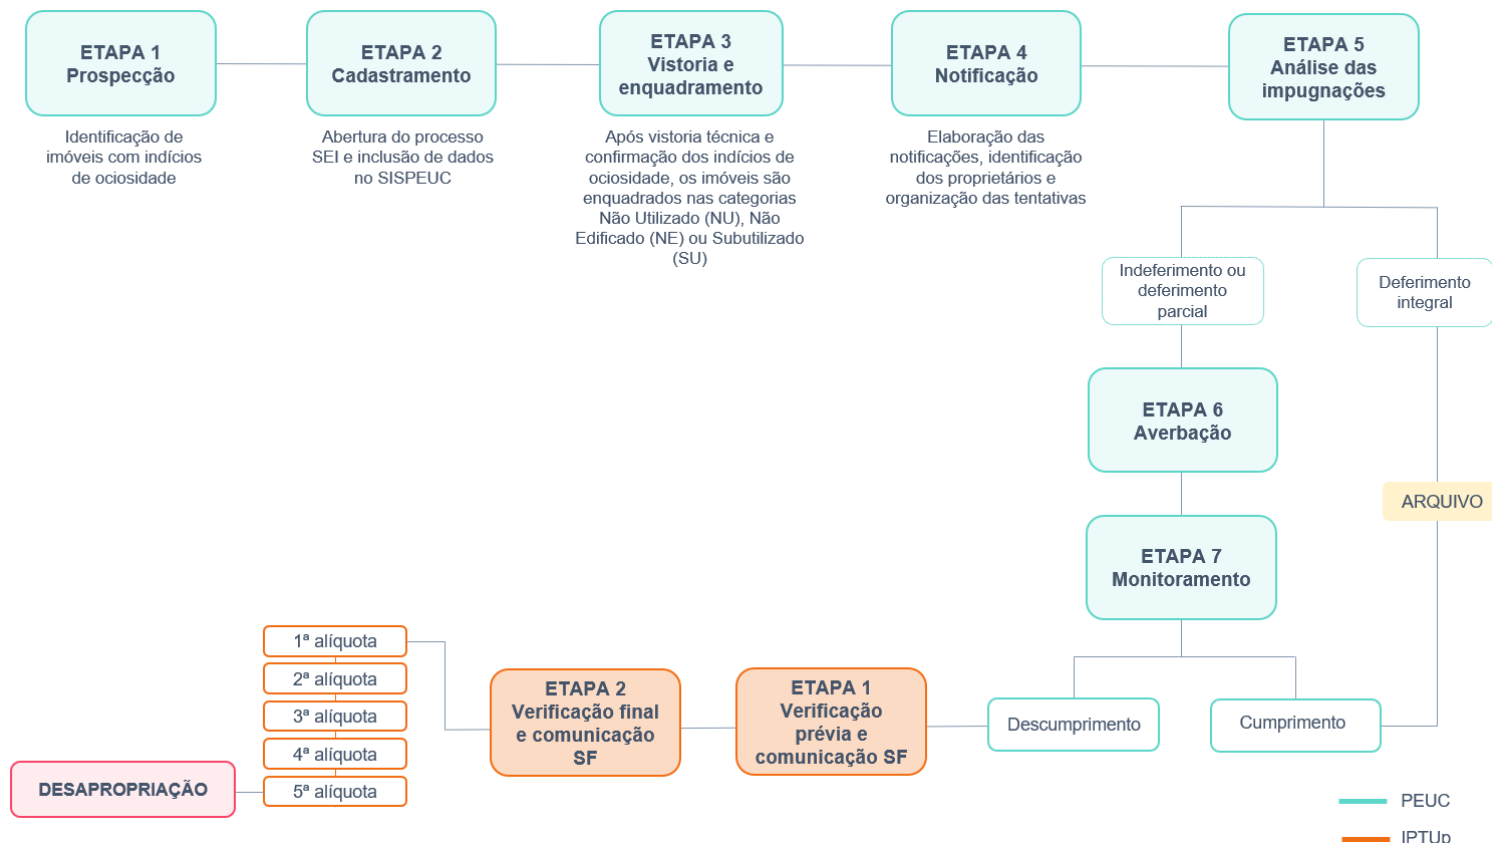 ETAPA 1
Prospecção
Identificação de
imóveis com indícios
de ociosidade
ETAPA 2
Cadastramento
Abertura do processo
SEI e inclusão de dados
no SISPEUC
ETAPA 3
Vistoria e
enquadramento
Após vistoria técnica e
confirmação dos indícios de
ociosidade, os imóveis são
enquadrados nas categorias
Não Utilizado (NU), Não
Edificado (NE) ou Subutilizado
(SU)
ETAPA 4
Notificação
Elaboração das
notificações, identificação
dos proprietários e
organização das tentativas
ETAPA 5
Análise das
impugnações
Indeferimento ou
deferimento
parcial
Deferimento
integral
ETAPA 6
Averbação
ARQUIVO
ETAPA 7
Monitoramento
Descumprimento
Cumprimento
ETAPA 1
Verificação
prévia e
comunicação SF
ETAPA 2
Verificação final
e comunicação
SF
1ª alíquota
2ª alíquota
3ª alíquota
4ª alíquota
5ª alíquota
DESAPROPRIAÇÃO
PEUC
IPTUp